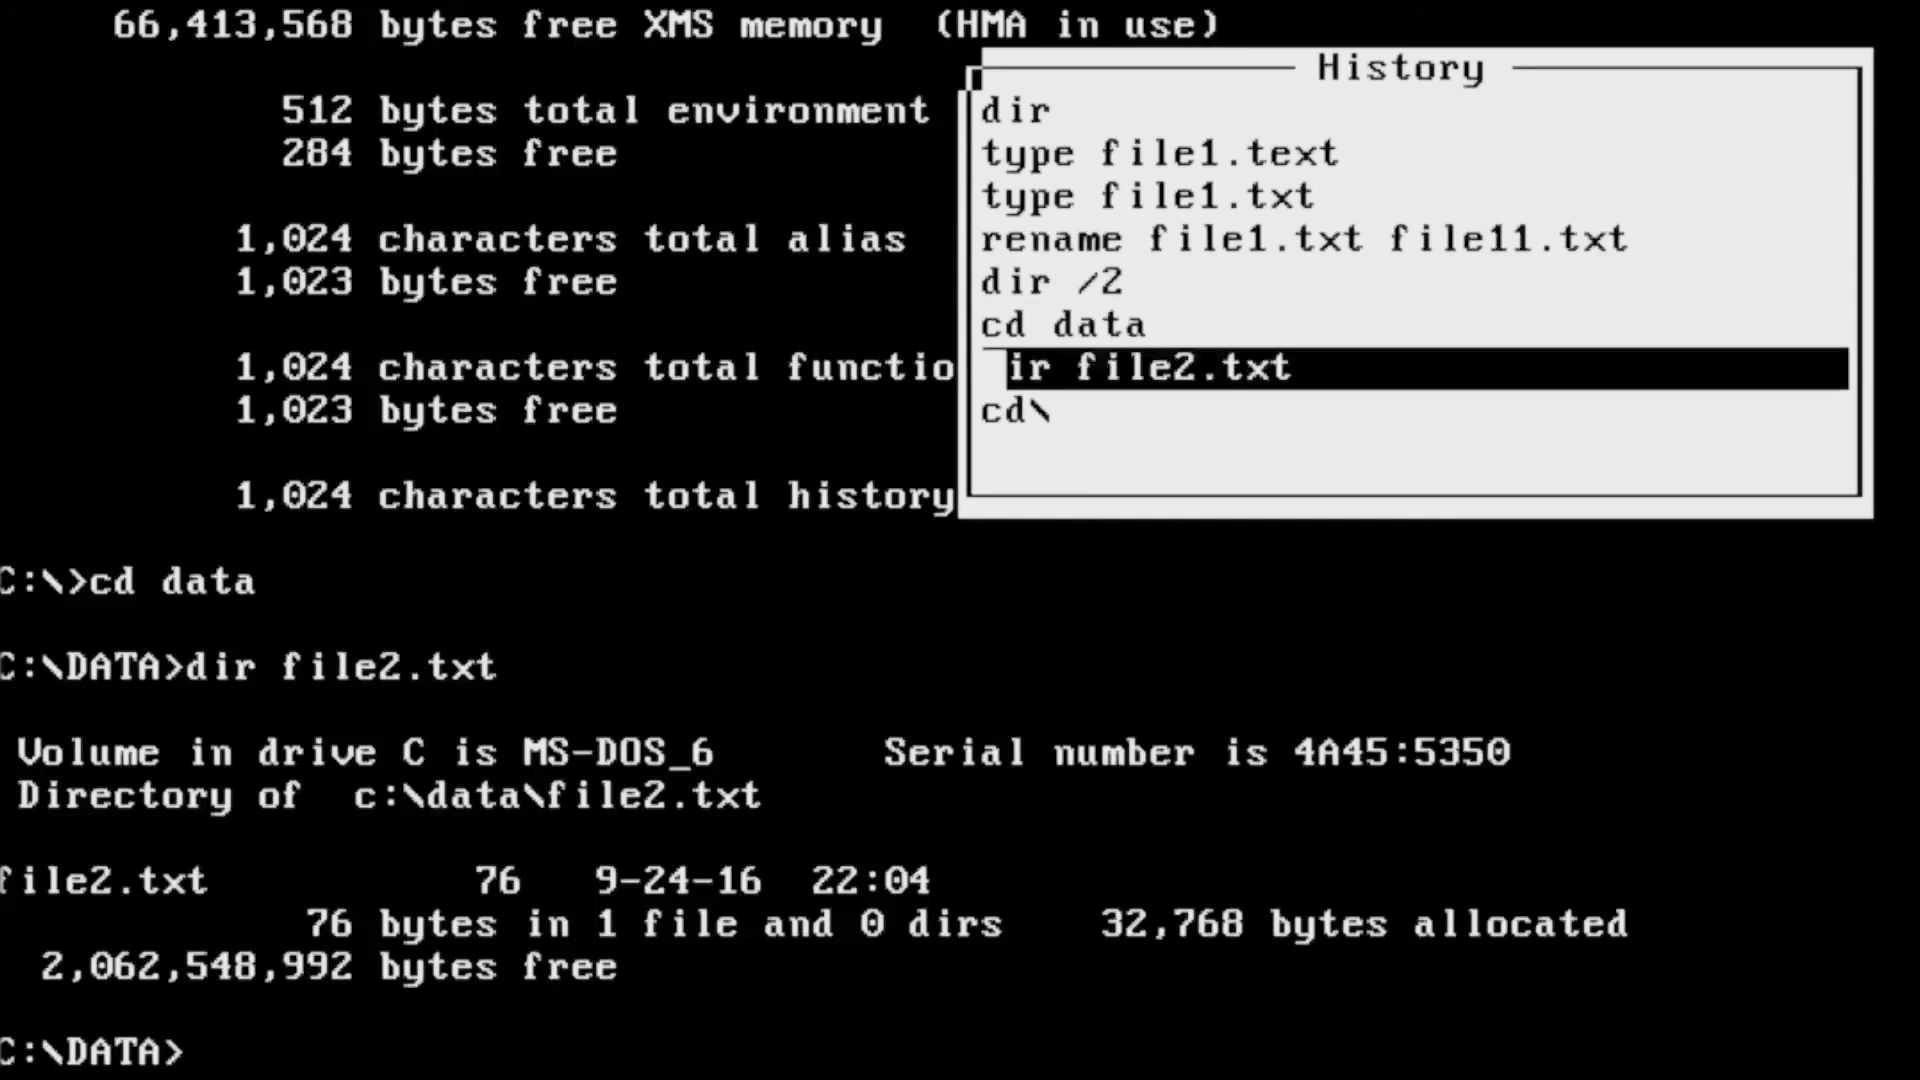 66,413,568 bytes free XMS memory (HMA in use)
512 bytes total environment
284 bytes free
1,024 characters total alias
1,023 bytes free
1,024 characters total functio
1,023 bytes free
1,024 characters total history
History
dir
type file1.text
type file1.txt
rename file1.txt file11.txt
dir /2
cd data
ir file2.txt
cd\
C:\>cd data
C:\DATA>dir file2.txt
Volume in drive C is MS-DOS_6 Serial number is 4A45:5350
Directory of c:\data\file2.txt
file2.txt 76 9-24-16 22:04
76 bytes in 1 file and 0 dirs 32,768 bytes allocated
2,062,548,992 bytes free
C:\DATA>